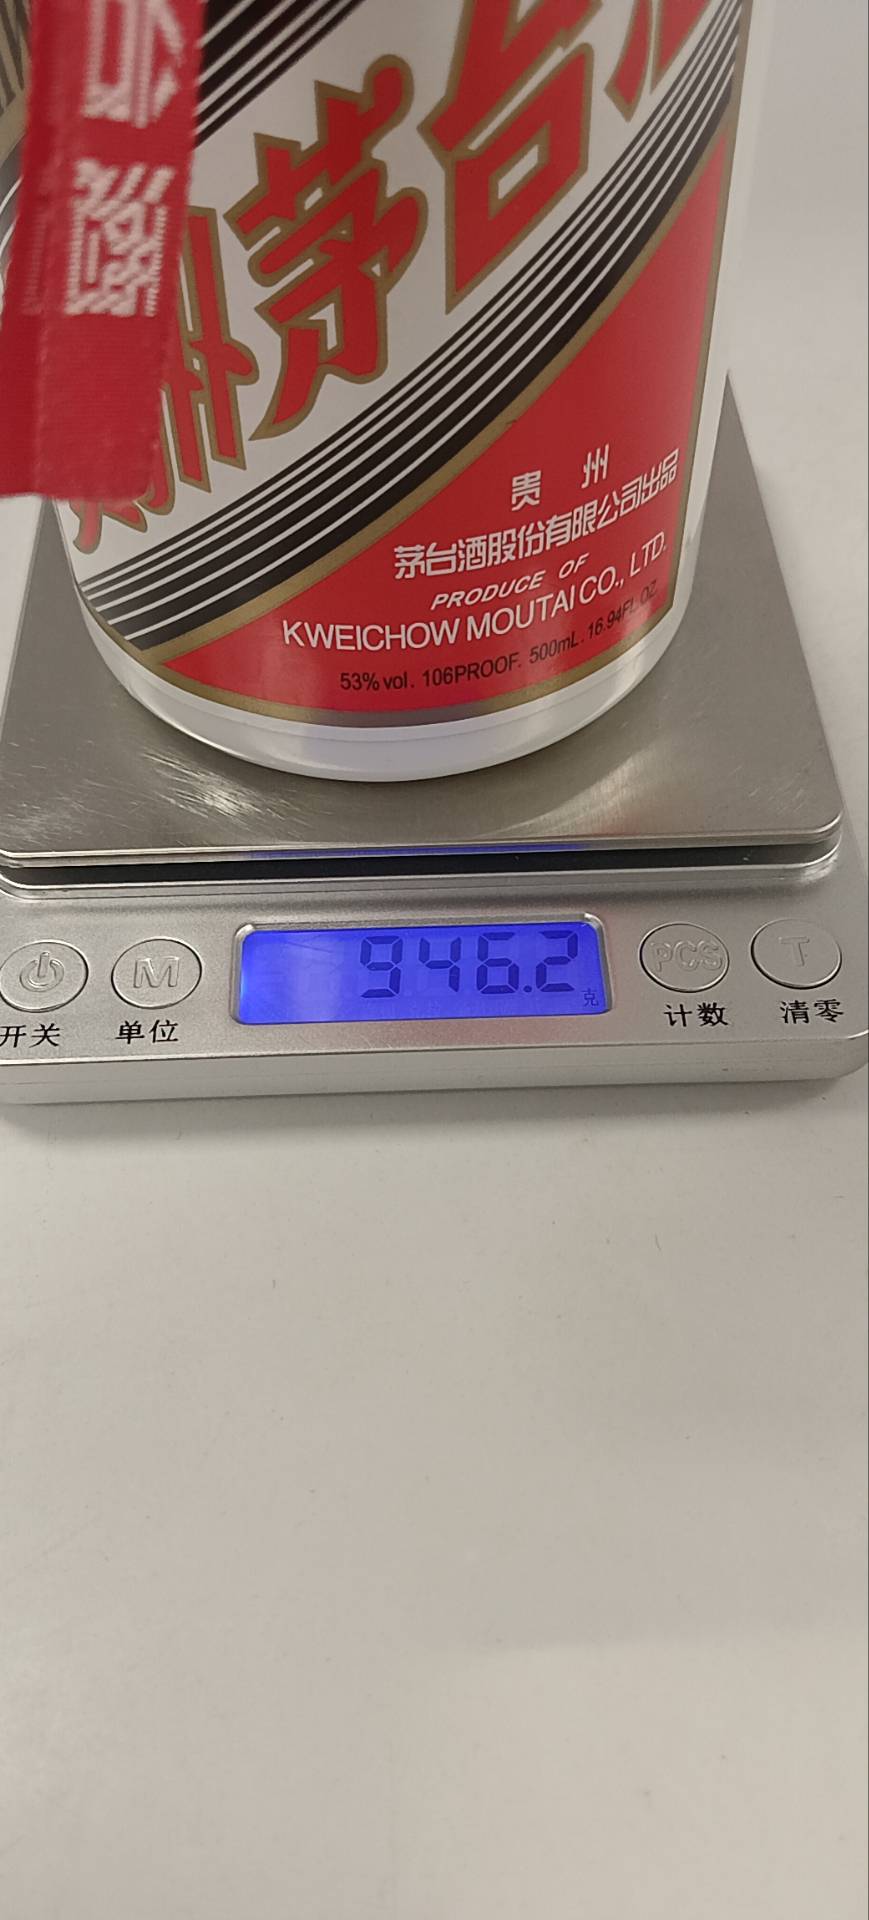 州茅台
贵州
茅台酒股份有限公司出品
PRODUCE OF
KWEICHOW MOUTAI CO., LTD.
53% vol. 106PROOF. 500mL. 16.94FL OZ
946.2
克
M
PCS
T
开关
单位
计数
清零